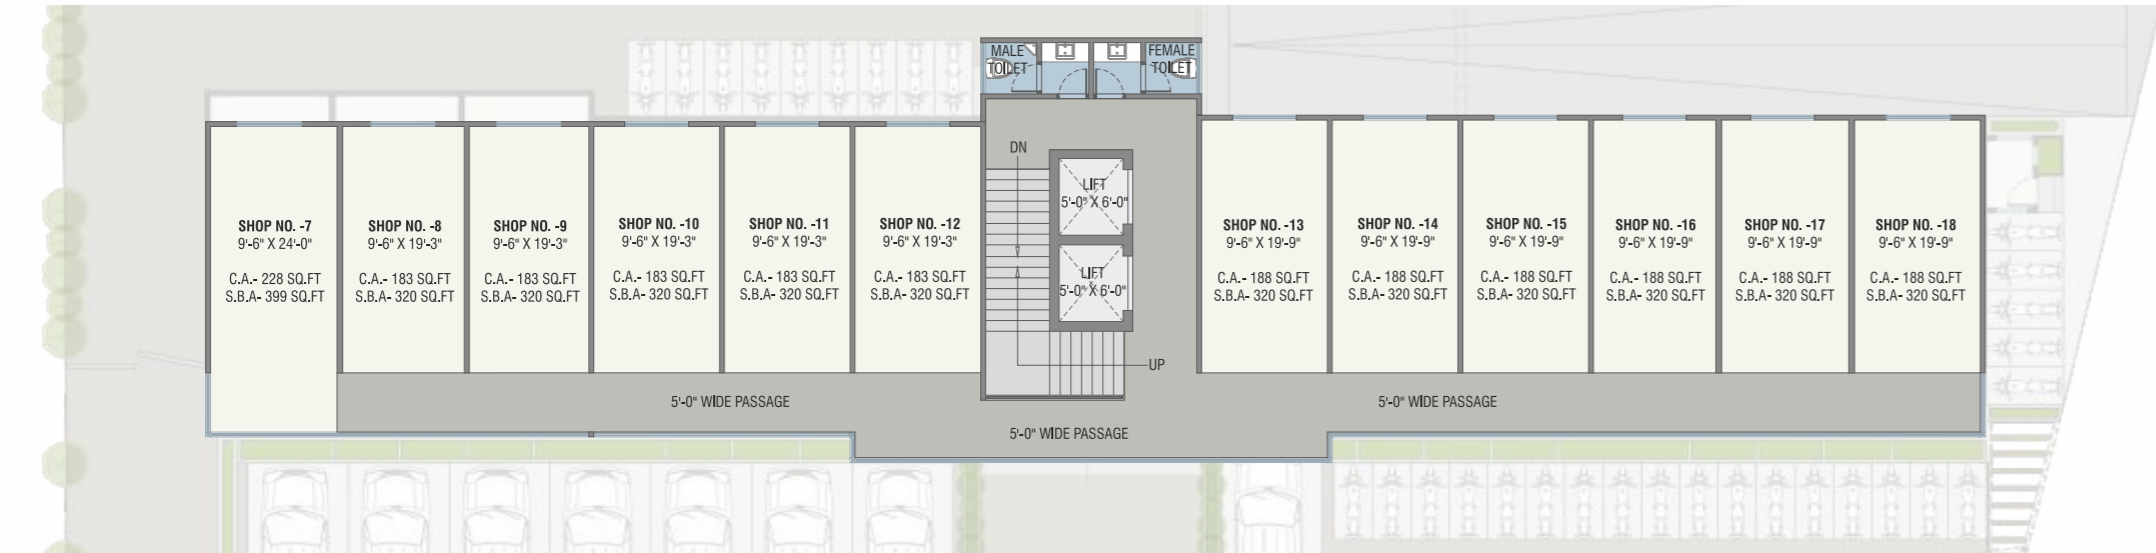 MALE
TOILET
FEMALE
TOILET
DN
LIFT
5'-0" X 6'-0"
LIFT
5'-0" X 6'-0"
UP
SHOP NO. -7
9'-6" X 24'-0"
C.A.- 228 SQ.FT
S.B.A- 399 SQ.FT
SHOP NO. -8
9'-6" X 19'-3"
C.A.- 183 SQ.FT
S.B.A- 320 SQ.FT
SHOP NO. -9
9'-6" X 19'-3"
C.A.- 183 SQ.FT
S.B.A- 320 SQ.FT
SHOP NO. -10
9'-6" X 19'-3"
C.A.- 183 SQ.FT
S.B.A- 320 SQ.FT
SHOP NO. -11
9'-6" X 19'-3"
C.A.- 183 SQ.FT
S.B.A- 320 SQ.FT
SHOP NO. -12
9'-6" X 19'-3"
C.A.- 183 SQ.FT
S.B.A- 320 SQ.FT
SHOP NO. -13
9'-6" X 19'-9"
C.A.- 188 SQ.FT
S.B.A- 320 SQ.FT
SHOP NO. -14
9'-6" X 19'-9"
C.A.- 188 SQ.FT
S.B.A- 320 SQ.FT
SHOP NO. -15
9'-6" X 19'-9"
C.A.- 188 SQ.FT
S.B.A- 320 SQ.FT
SHOP NO. -16
9'-6" X 19'-9"
C.A.- 188 SQ.FT
S.B.A- 320 SQ.FT
SHOP NO. -17
9'-6" X 19'-9"
C.A.- 188 SQ.FT
S.B.A- 320 SQ.FT
SHOP NO. -18
9'-6" X 19'-9"
C.A.- 188 SQ.FT
S.B.A- 320 SQ.FT
5'-0" WIDE PASSAGE
5'-0" WIDE PASSAGE
5'-0" WIDE PASSAGE